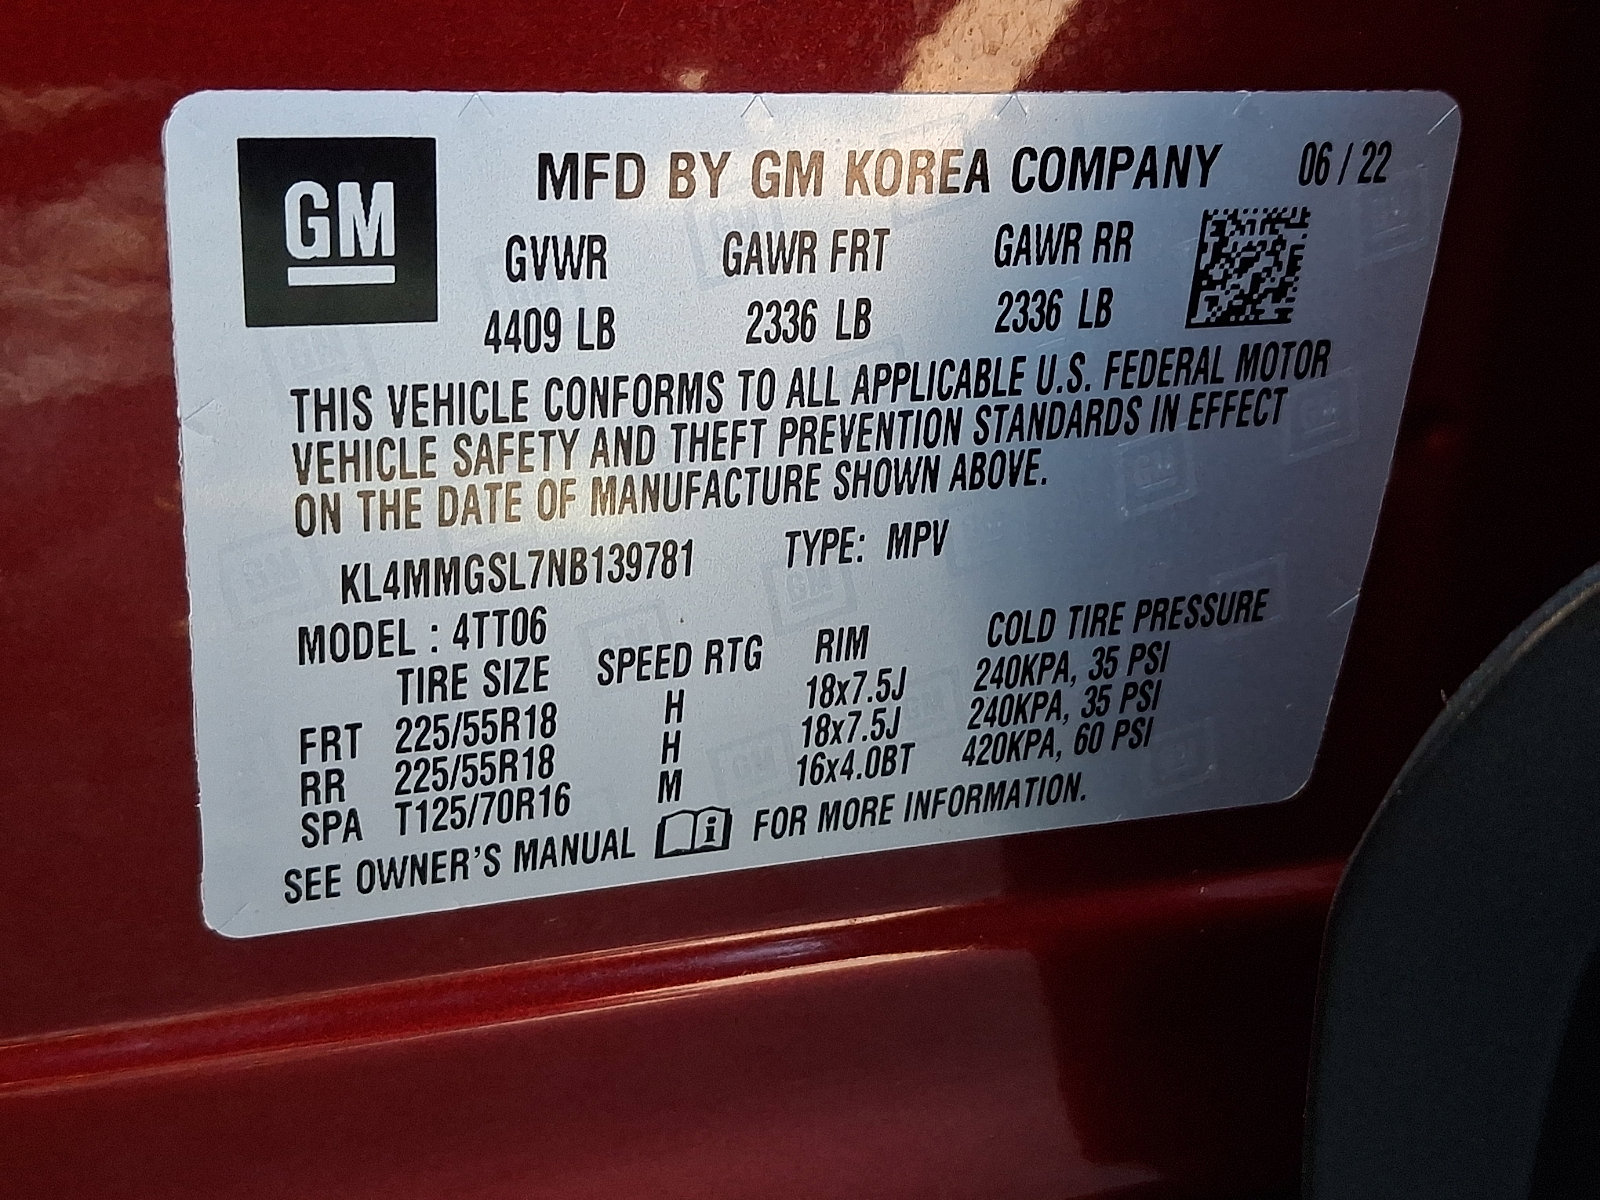 GM
MFD BY GM KOREA COMPANY 06 / 22
GVWR GAWR FRT GAWR RR
4409 LB 2336 LB 2336 LB
THIS VEHICLE CONFORMS TO ALL APPLICABLE U.S. FEDERAL MOTOR
VEHICLE SAFETY AND THEFT PREVENTION STANDARDS IN EFFECT
ON THE DATE OF MANUFACTURE SHOWN ABOVE.
KL4MMGSL7NB139781 TYPE: MPV
MODEL : 4TT06
TIRE SIZE SPEED RTG RIM COLD TIRE PRESSURE
FRT 225/55R18 H 18x7.5J 240KPA, 35 PSI
RR 225/55R18 H 18x7.5J 240KPA, 35 PSI
SPA T125/70R16 M 16x4.0BT 420KPA, 60 PSI
SEE OWNER'S MANUAL i FOR MORE INFORMATION.